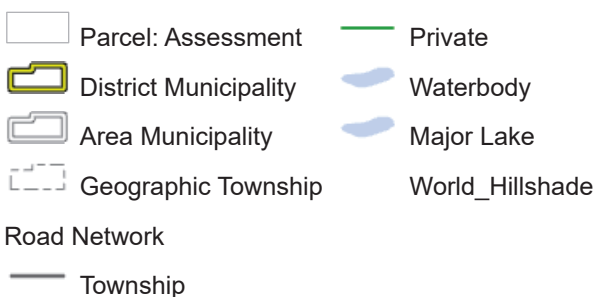 Parcel: Assessment
District Municipality
Area Municipality
Geographic Township
Road Network
Township
Private
Waterbody
Major Lake
World_Hillshade